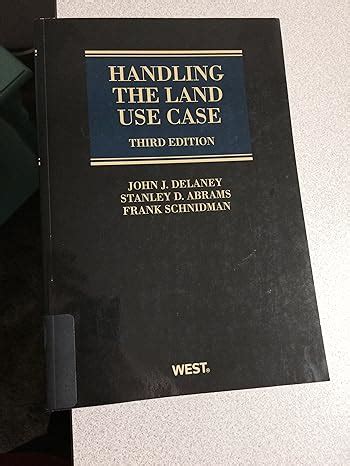 HANDLING
THE LAND
USE CASE
THIRD EDITION
JOHN J. DELANEY
STANLEY D. ABRAMS
FRANK SCHNIDMAN
WEST®